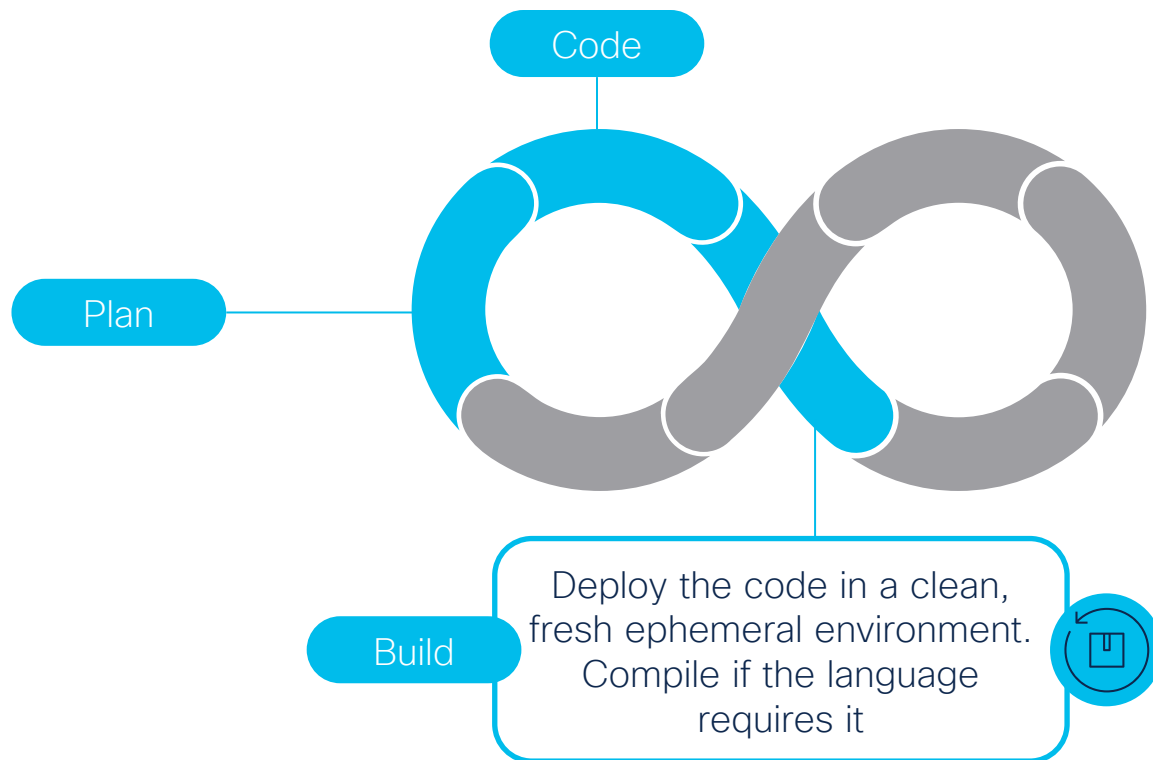 Code
Plan
Build
Deploy the code in a clean,
fresh ephemeral environment.
Compile if the language
requires it